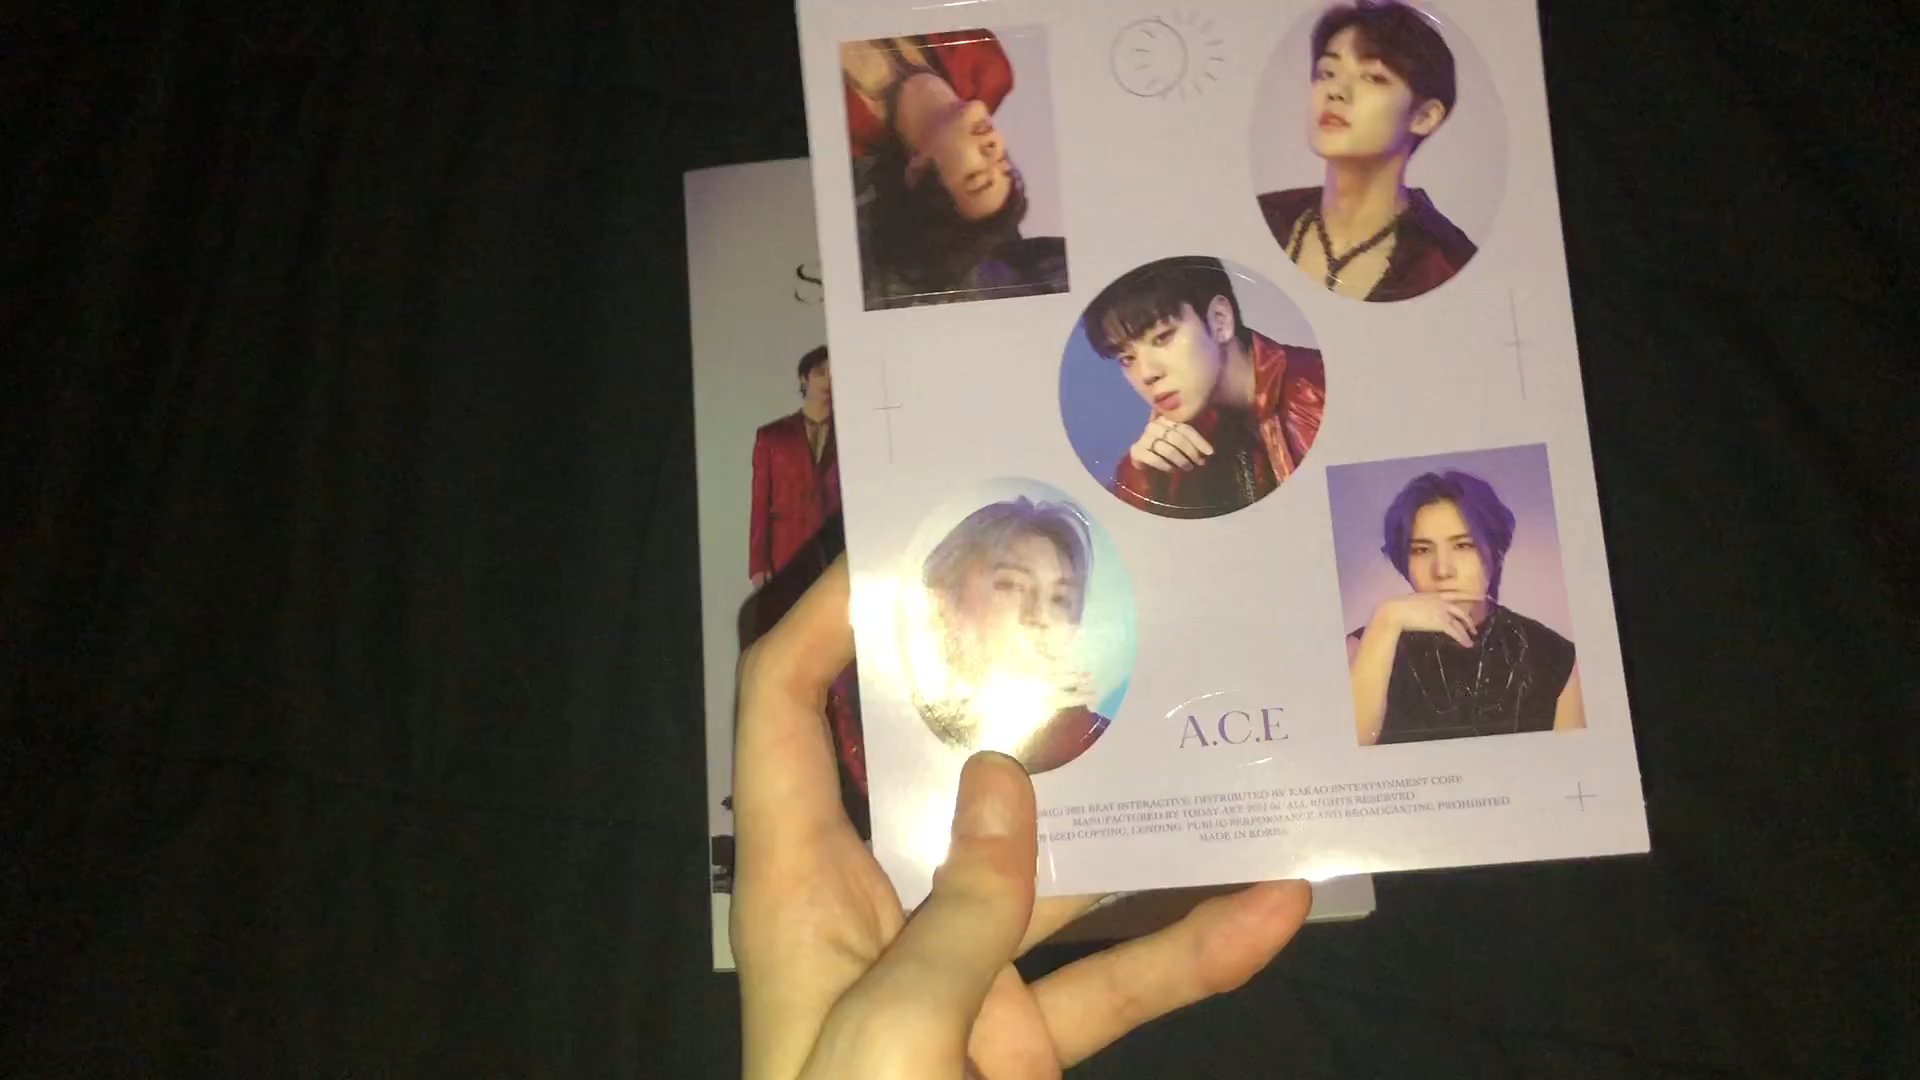 S
A.C.E
2021 BEAT INTERACTIVE. DISTRIBUTED BY KAKAO ENTERTAINMENT CORP.
MANUFACTURED BY TODAY ART 2021.06. ALL RIGHTS RESERVED.
COPYING, LENDING, PUBLIC PERFORMANCE AND BROADCASTING PROHIBITED.
MADE IN KOREA